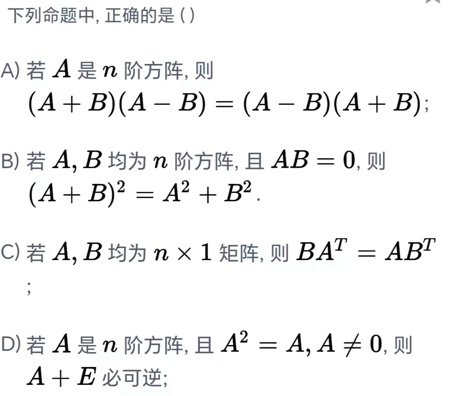 下列命题中, 正确的是 ( )
A) 若 A 是 n 阶方阵, 则
(A + B)(A − B) = (A − B)(A + B);
B) 若 A, B 均为 n 阶方阵, 且 AB = 0, 则
(A + B)² = A² + B² .
C) 若 A, B 均为 n × 1 矩阵, 则 BAᵀ = ABᵀ
;
D) 若 A 是 n 阶方阵, 且 A² = A, A ≠ 0, 则
A + E 必可逆;